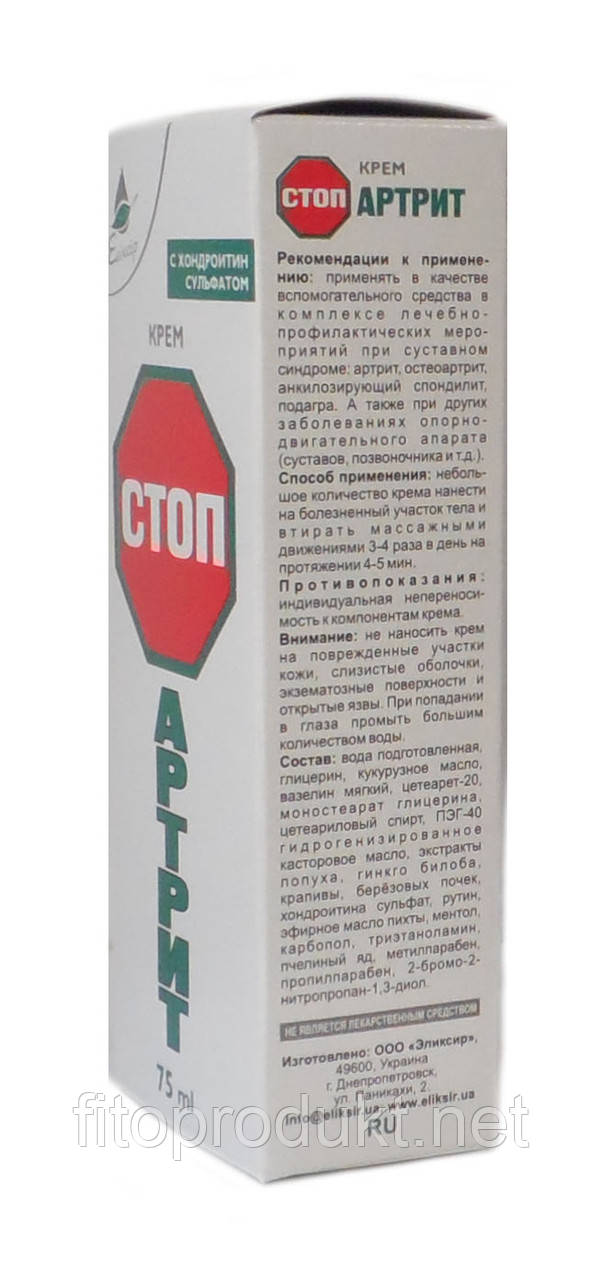 Еліксір
С ХОНДРОИТИН
СУЛЬФАТОМ
КРЕМ
СТОП
АРТРИТ
75 ml
КРЕМ
СТОП АРТРИТ
Рекомендации к примене-
нию: применять в качестве
вспомогательного средства в
комплексе лечебно-
профилактических меро-
приятий при суставном
синдроме: артрит, остеоартрит,
анкилозирующий спондилит,
подагра. А также при других
заболеваниях опорно-
двигательного апарата
(суставов, позвоночника и т.д.).
Способ применения: неболь-
шое количество крема нанести
на болезненный участок тела и
втирать массажными
движениями 3-4 раза в день на
протяжении 4-5 мин.
Противопоказания:
индивидуальная непереноси-
мость к компонентам крема.
Внимание: не наносить крем
на поврежденные участки
кожи, слизистые оболочки,
экзематозные поверхности и
открытые язвы. При попадании
в глаза промыть большим
количеством воды.
Состав: вода подготовленная,
глицерин, кукурузное масло,
вазелин мягкий, цетеарет-20,
моностеарат глицерина,
цетеариловый спирт, ПЭГ-40
гидрогенизированное
касторовое масло, экстракты
лопуха, гинкго билоба,
крапивы, берёзовых почек,
хондроитина сульфат, рутин,
эфирное масло пихты, ментол,
карбопол, триэтаноламин,
пчелиный яд, метилпарабен,
пропилпарабен, 2-бромо-2-
нитропропан-1,3-диол.
НЕ ЯВЛЯЕТСЯ ЛЕКАРСТВЕННЫМ СРЕДСТВОМ
Изготовлено: ООО «Эликсир»,
49600, Украина
г. Днепропетровск,
ул. Паникахи, 2.
info@eliksir.ua www.eliksir.ua
RU
fitoprodukt.net